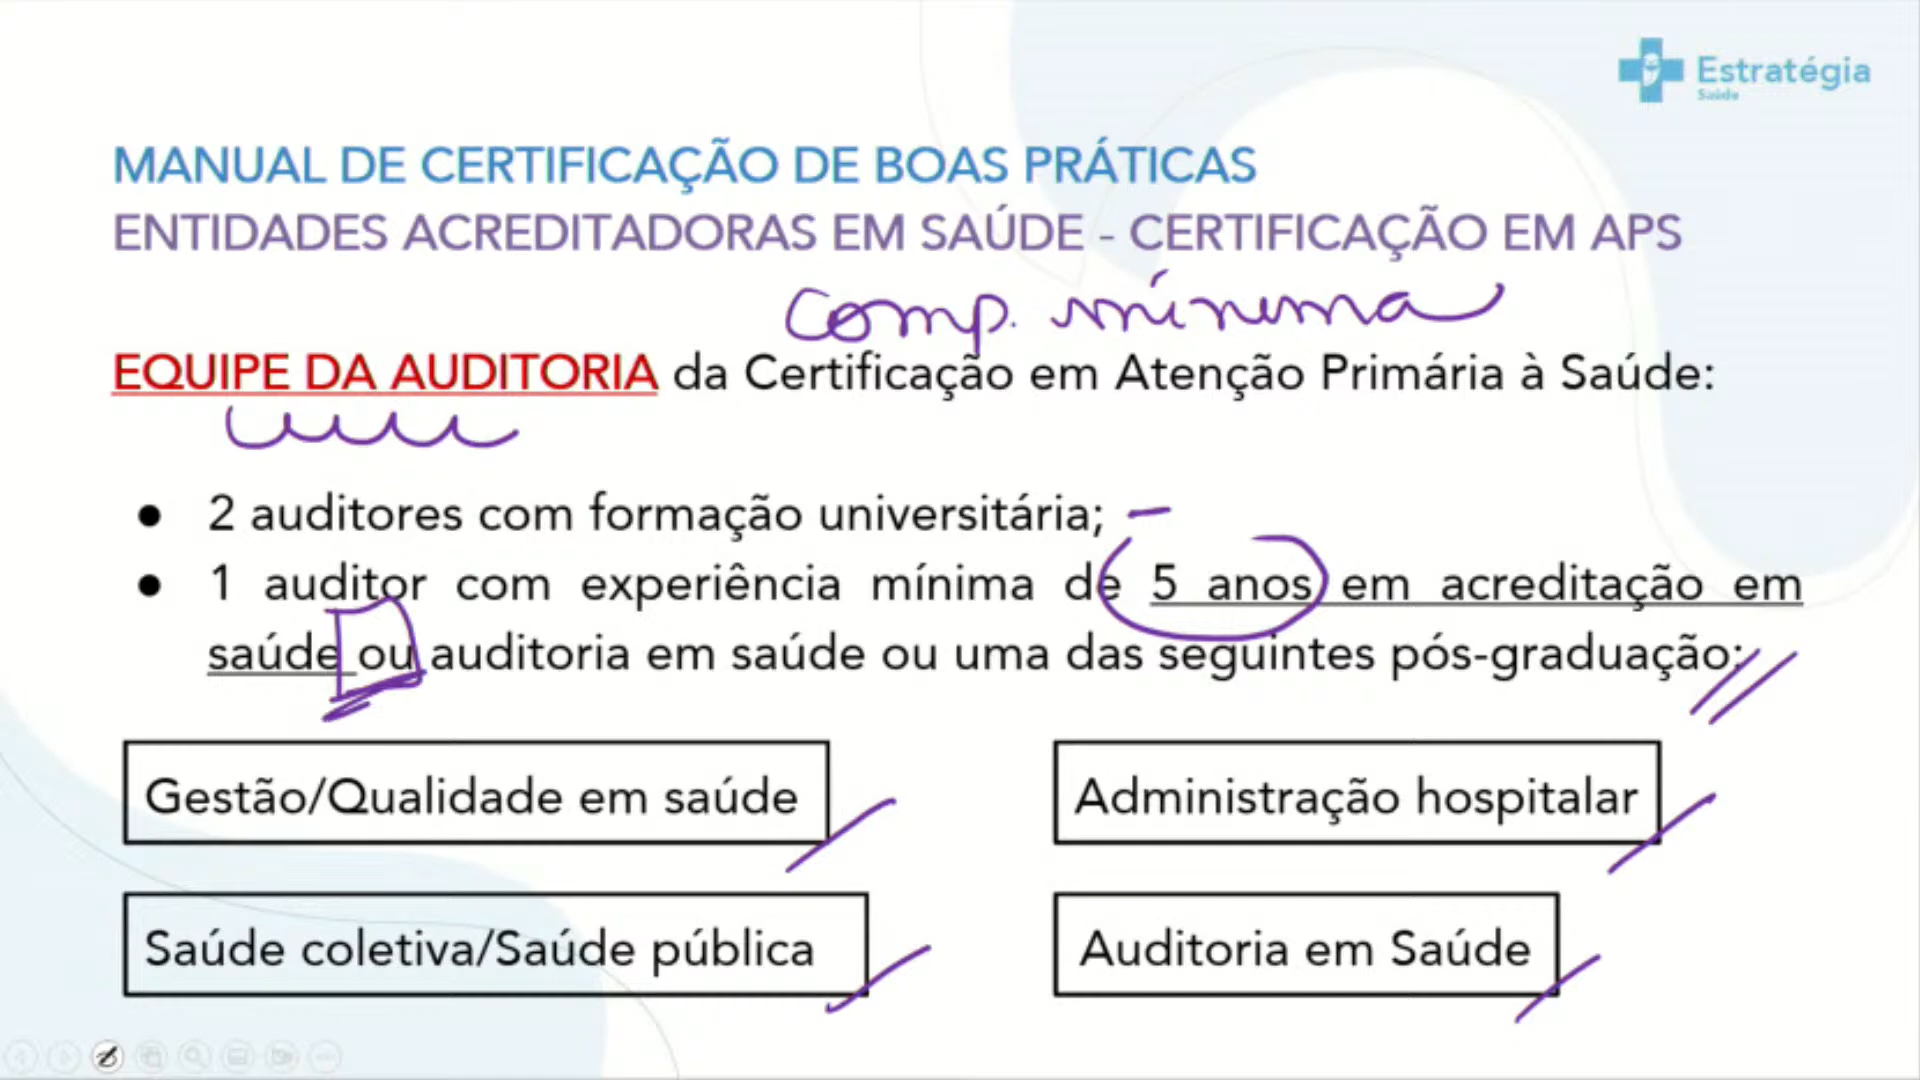 Estratégia
Saúde
MANUAL DE CERTIFICAÇÃO DE BOAS PRÁTICAS
ENTIDADES ACREDITADORAS EM SAÚDE - CERTIFICAÇÃO EM APS
comp. mínima
EQUIPE DA AUDITORIA da Certificação em Atenção Primária à Saúde:
● 2 auditores com formação universitária;
● 1 auditor com experiência mínima de 5 anos em acreditação em
saúde ou auditoria em saúde ou uma das seguintes pós-graduação:
Gestão/Qualidade em saúde
Administração hospitalar
Saúde coletiva/Saúde pública
Auditoria em Saúde